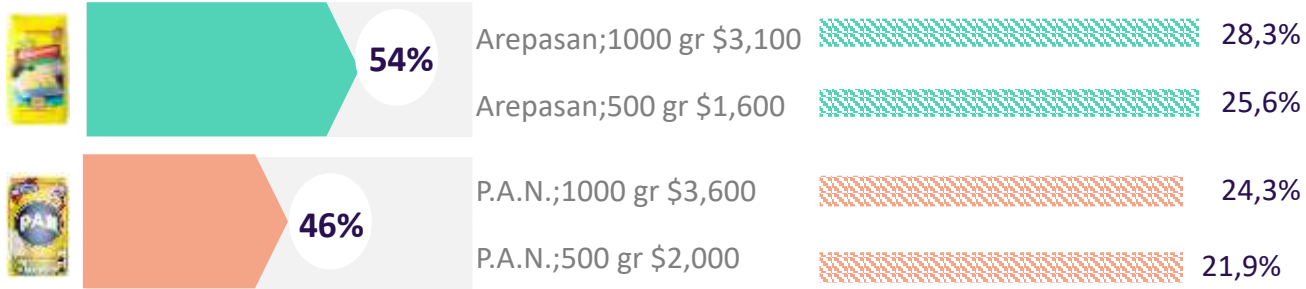 54%
Arepasan;1000 gr $3,100
28,3%
Arepasan;500 gr $1,600
25,6%
46%
P.A.N.;1000 gr $3,600
24,3%
P.A.N.;500 gr $2,000
21,9%
PAN